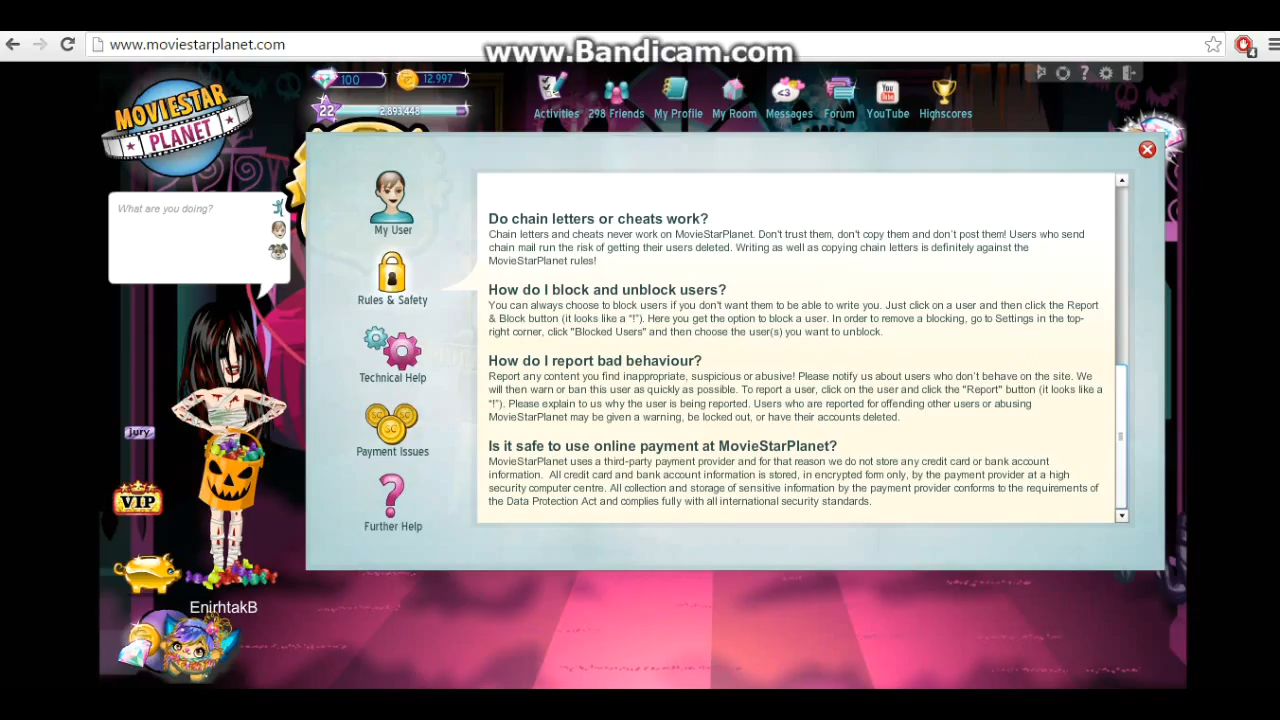 www.moviestarplanet.com
www.Bandicam.com
4
MOVIESTAR
PLANET
100
12.997
22
2,893,448
Activities
298 Friends
My Profile
My Room
<3
Messages
Forum
You
Tube
YouTube
Highscores
What are you doing?
My User
Rules & Safety
Technical Help
SC SC
SC
Payment Issues
Further Help
Do chain letters or cheats work?
Chain letters and cheats never work on MovieStarPlanet. Don't trust them, don't copy them and don't post them! Users who send
chain mail run the risk of getting their users deleted. Writing as well as copying chain letters is definitely against the
MovieStarPlanet rules!
How do I block and unblock users?
You can always choose to block users if you don't want them to be able to write you. Just click on a user and then click the Report
& Block button (it looks like a "!"). Here you get the option to block a user. In order to remove a blocking, go to Settings in the top-
right corner, click "Blocked Users" and then choose the user(s) you want to unblock.
How do I report bad behaviour?
Report any content you find inappropriate, suspicious or abusive! Please notify us about users who don't behave on the site. We
will then warn or ban this user as quickly as possible. To report a user, click on the user and click the "Report" button (it looks like a
"!"). Please explain to us why the user is being reported. Users who are reported for offending other users or abusing
MovieStarPlanet may be given a warning, be locked out, or have their accounts deleted.
Is it safe to use online payment at MovieStarPlanet?
MovieStarPlanet uses a third-party payment provider and for that reason we do not store any credit card or bank account
information.  All credit card and bank account information is stored, in encrypted form only, by the payment provider at a high
security computer centre. All collection and storage of sensitive infomation by the payment provider conforms to the requirements of
the Data Protection Act and complies fully with all international security standards.
jury
VIP
EnirhtakB